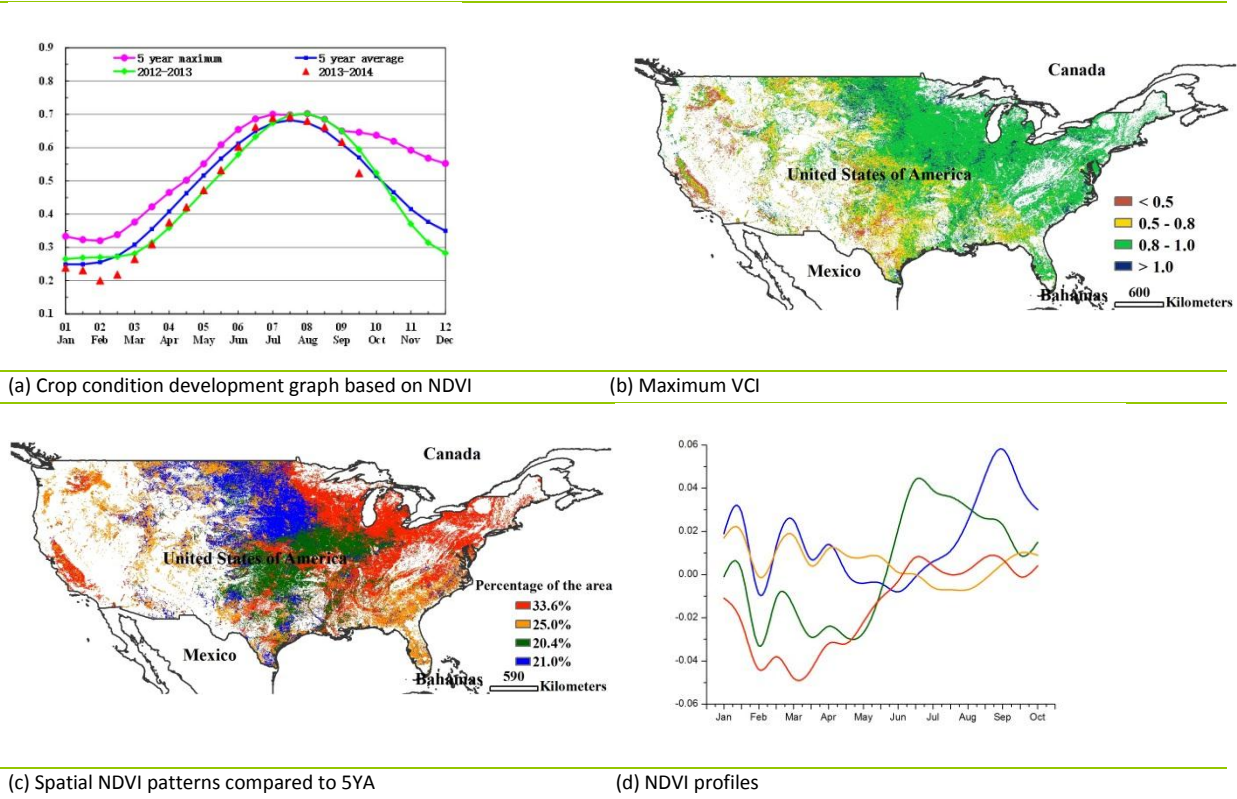 0.9
0.8
0.7
0.6
0.5
0.4
0.3
0.2
0.1
5 year maximum
5 year average
2012-2013
2013-2014
01 02 03 04 05 06 07 08 09 10 11 12
Jan Feb Mar Apr May Jun Jul Aug Sep Oct Nov Dec
Canada
United States of America
Mexico
Bahamas
< 0.5
0.5 - 0.8
0.8 - 1.0
> 1.0
600
Kilometers
(a) Crop condition development graph based on NDVI
(b) Maximum VCI
Canada
United States of America
Mexico
Bahamas
Percentage of the area
33.6%
25.0%
20.4%
21.0%
590
Kilometers
0.06
0.04
0.02
0.00
-0.02
-0.04
-0.06
Jan Feb Mar Apr May Jun Jul Aug Sep Oct
(c) Spatial NDVI patterns compared to 5YA
(d) NDVI profiles